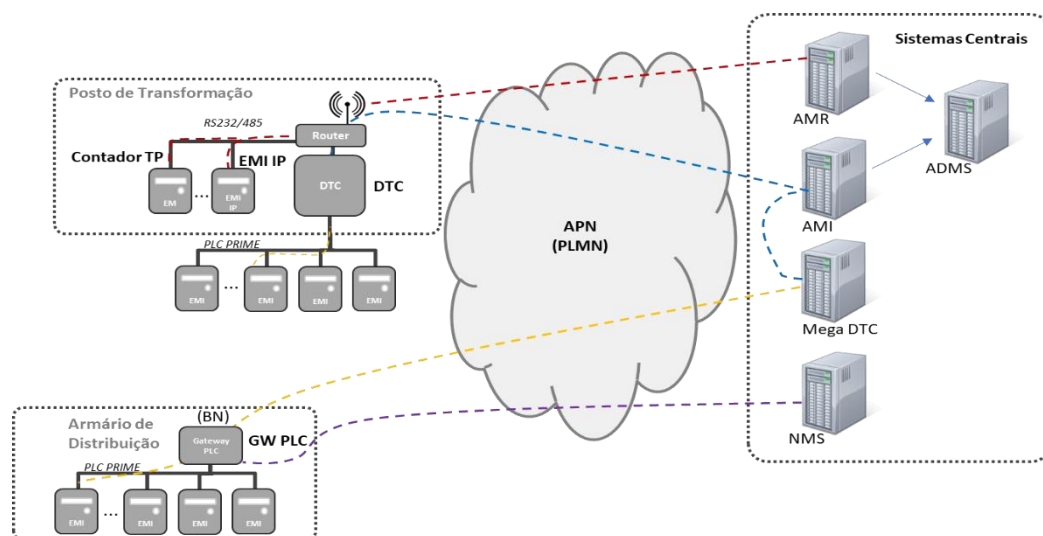 Sistemas Centrais
Posto de Transformação
RS232/485
Router
Contador TP
EMI IP
EM
...
EMI
IP
DTC
DTC
PLC PRIME
EMI
...
EMI
EMI
EMI
APN
(PLMN)
AMR
ADMS
AMI
Mega DTC
NMS
Armário de
Distribuição
(BN)
Gateway
PLC
GW PLC
PLC PRIME
EMI
...
EMI
EMI
EMI